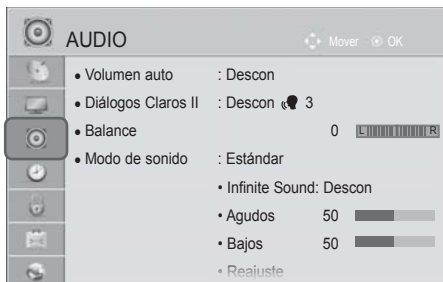 AUDIO Mover OK
• Volumen auto : Descon
• Diálogos Claros II : Descon 3
• Balance 0 L R
• Modo de sonido : Estándar
• Infinite Sound: Descon
• Agudos 50
• Bajos 50
• Reajuste